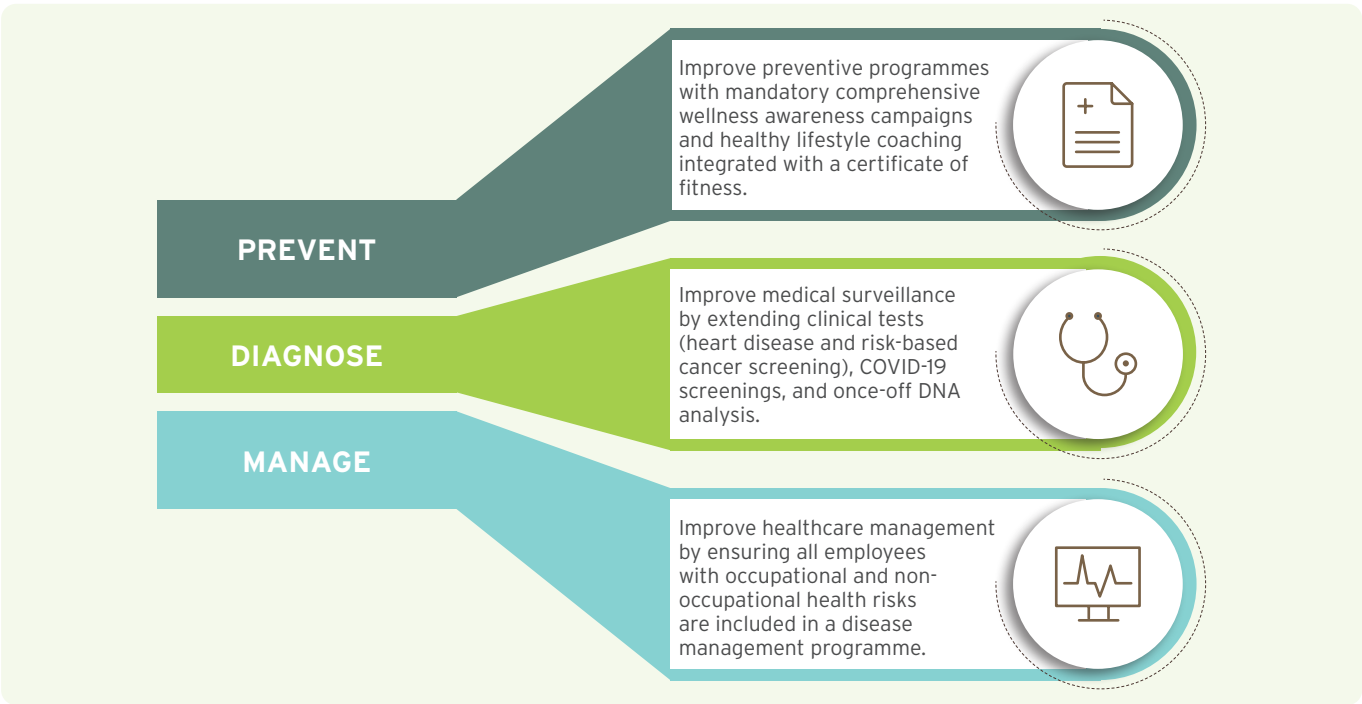 PREVENT
Improve preventive programmes
with mandatory comprehensive
wellness awareness campaigns
and healthy lifestyle coaching
integrated with a certificate of
fitness.
DIAGNOSE
Improve medical surveillance
by extending clinical tests
(heart disease and risk-based
cancer screening), COVID-19
screenings, and once-off DNA
analysis.
MANAGE
Improve healthcare management
by ensuring all employees
with occupational and non-
occupational health risks
are included in a disease
management programme.